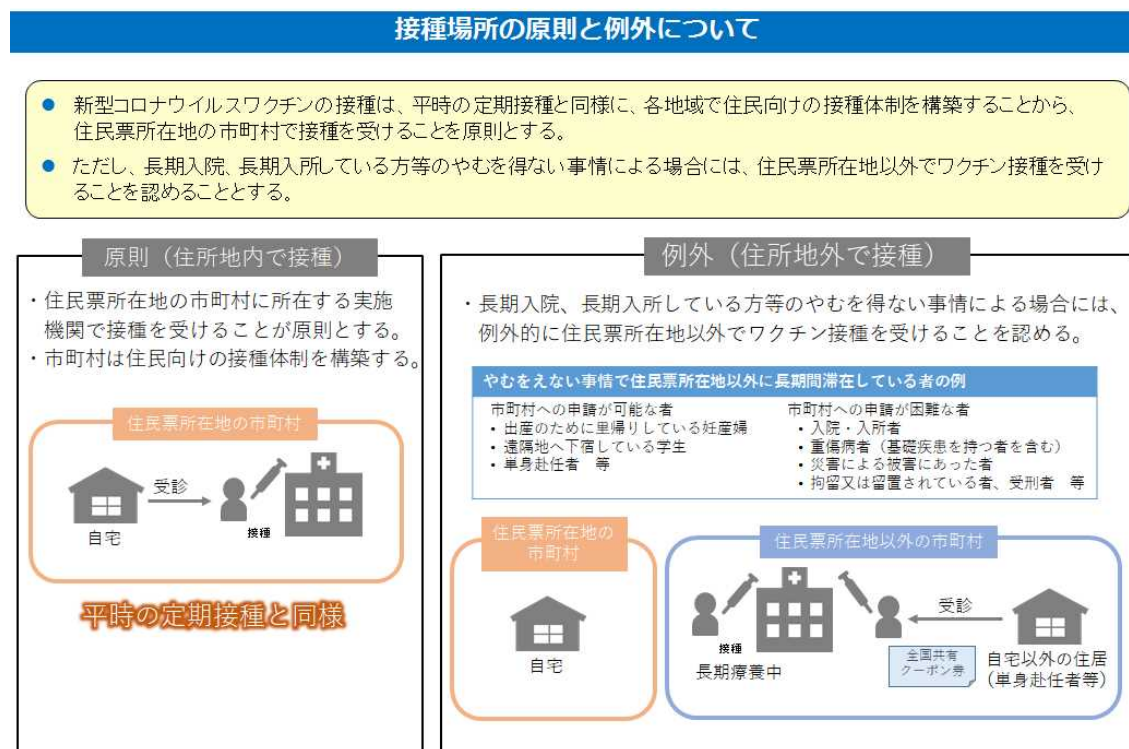 接種場所の原則と例外について
● 新型コロナウイルスワクチンの接種は、平時の定期接種と同様に、各地域で住民向けの接種体制を構築することから、
住民票所在地の市町村で接種を受けることを原則とする。
● ただし、長期入院、長期入所している方等のやむを得ない事情による場合には、住民票所在地以外でワクチン接種を受け
ることを認めることとする。
原則（住所地内で接種）
・住民票所在地の市町村に所在する実施
機関で接種を受けることが原則とする。
・市町村は住民向けの接種体制を構築する。
住民票所在地の市町村
受診
自宅
接種
平時の定期接種と同様
例外（住所地外で接種）
・長期入院、長期入所している方等のやむを得ない事情による場合には、
例外的に住民票所在地以外でワクチン接種を受けることを認める。
やむをえない事情で住民票所在地以外に長期間滞在している者の例
市町村への申請が可能な者
• 出産のために里帰りしている妊産婦
• 遠隔地へ下宿している学生
• 単身赴任者　等
市町村への申請が困難な者
• 入院・入所者
• 重傷病者（基礎疾患を持つ者を含む）
• 災害による被害にあった者
• 拘留又は留置されている者、受刑者　等
住民票所在地の
市町村
自宅
住民票所在地以外の市町村
接種
長期療養中
受診
全国共有
クーポン券
自宅以外の住居
（単身赴任者等）